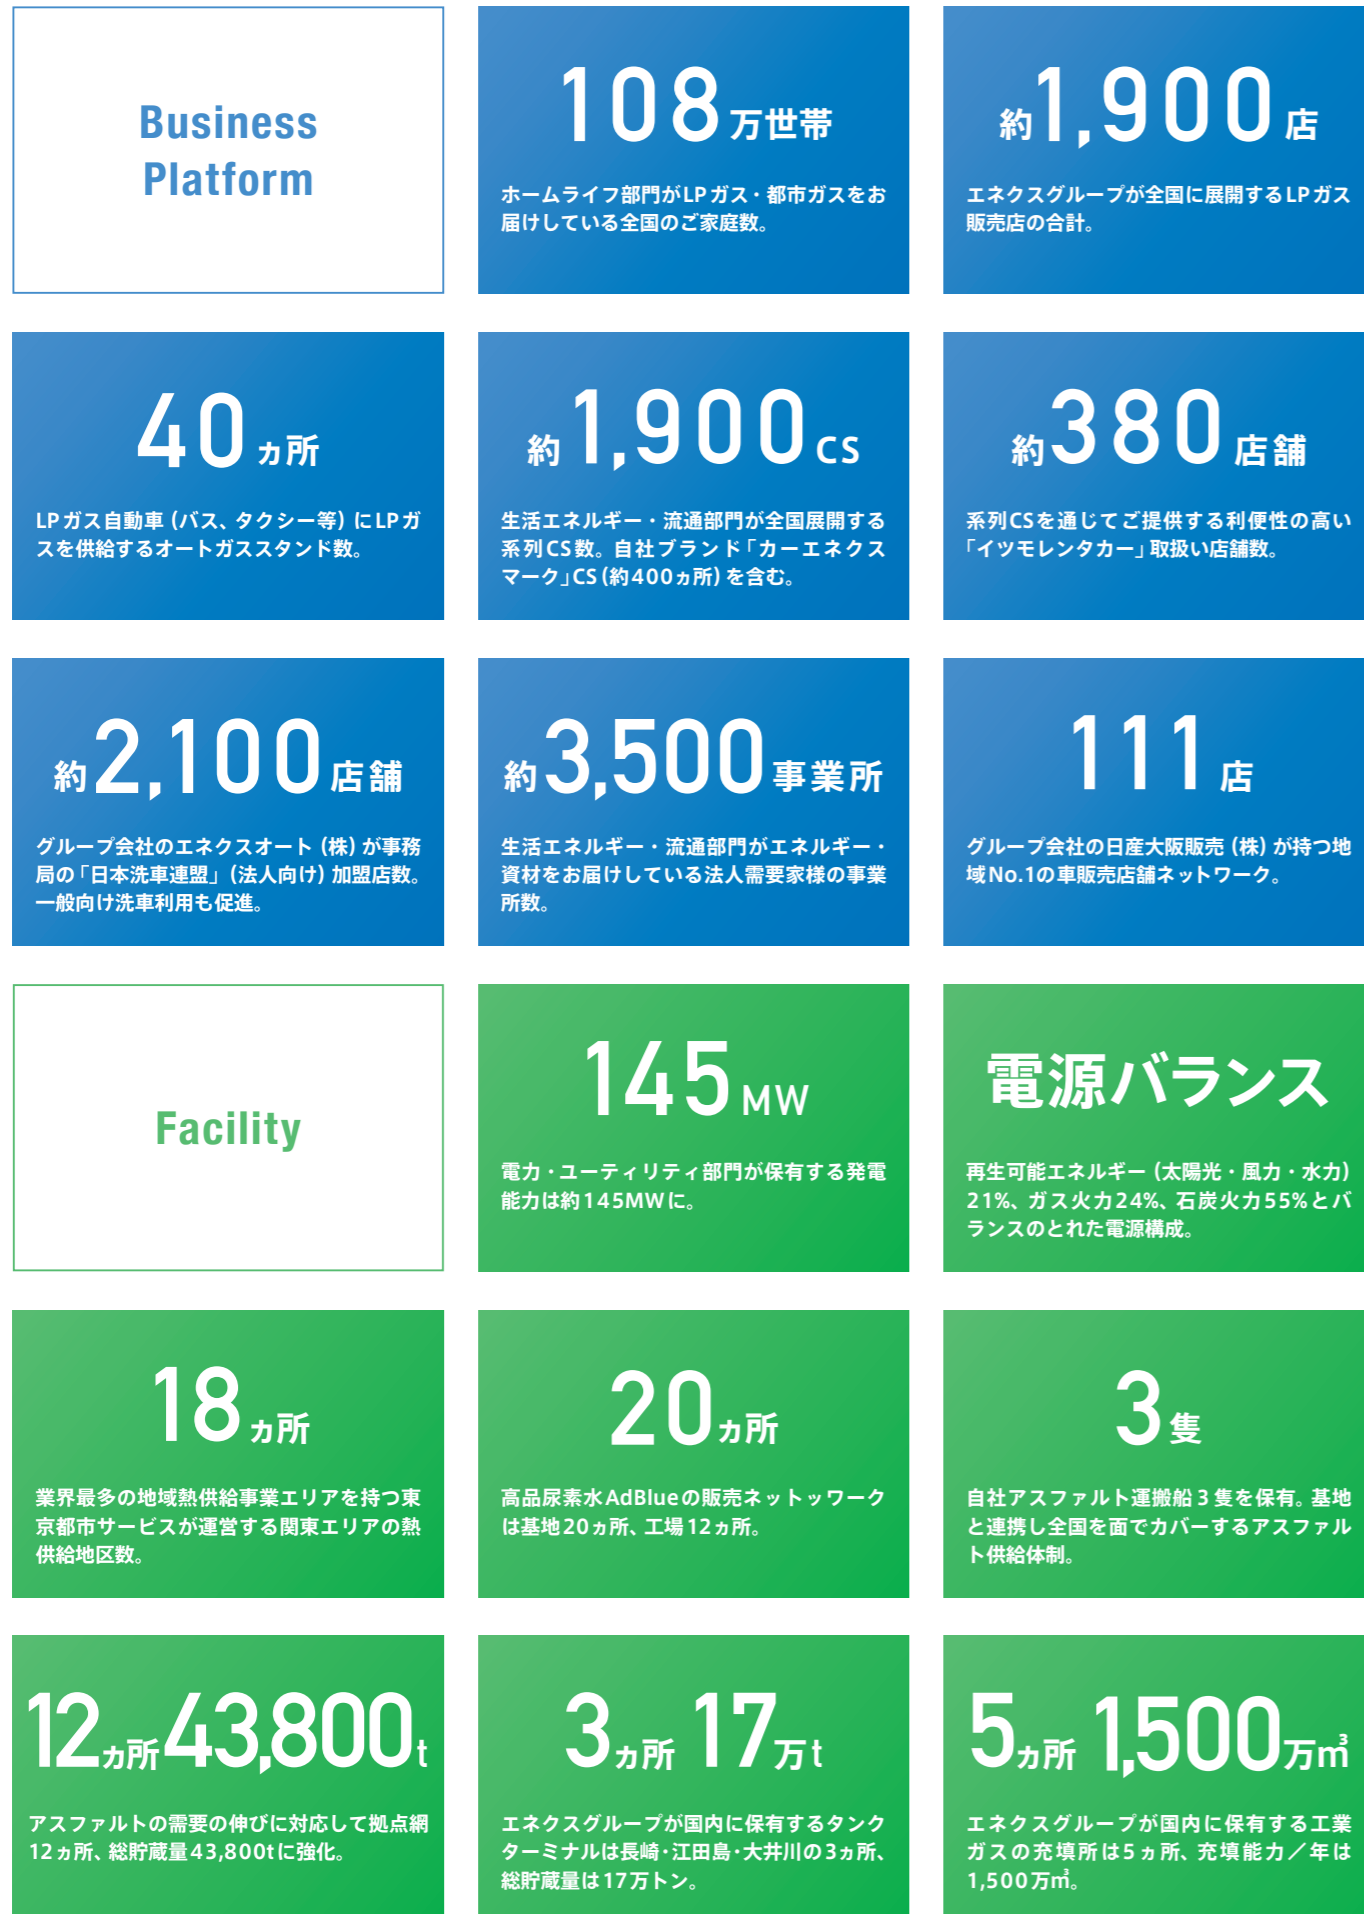 Business
Platform
108万世帯
ホームライフ部門がLPガス・都市ガスをお
届けしている全国のご家庭数。
約1,900店
エネクスグループが全国に展開するLPガス
販売店の合計。
40ヵ所
LPガス自動車（バス、タクシー等）にLPガ
スを供給するオートガススタンド数。
約1,900CS
生活エネルギー・流通部門が全国展開する
系列CS数。自社ブランド「カーエネクス
マーク」CS（約400ヵ所）を含む。
約380店舗
系列CSを通じてご提供する利便性の高い
「イツモレンタカー」取扱い店舗数。
約2,100店舗
グループ会社のエネクスオート（株）が事務
局の「日本洗車連盟」（法人向け）加盟店数。
一般向け洗車利用も促進。
約3,500事業所
生活エネルギー・流通部門がエネルギー・
資材をお届けしている法人需要家様の事業
所数。
111店
グループ会社の日産大阪販売（株）が持つ地
域No.1の車販売店舗ネットワーク。
Facility
145MW
電力・ユーティリティ部門が保有する発電
能力は約145MWに。
電源バランス
再生可能エネルギー（太陽光・風力・水力）
21%、ガス火力24%、石炭火力55%とバ
ランスのとれた電源構成。
18ヵ所
業界最多の地域熱供給事業エリアを持つ東
京都市サービスが運営する関東エリアの熱
供給地区数。
20ヵ所
高品尿素水AdBlueの販売ネットッワーク
は基地20ヵ所、工場12ヵ所。
3隻
自社アスファルト運搬船3隻を保有。基地
と連携し全国を面でカバーするアスファル
ト供給体制。
12ヵ所43,800t
アスファルトの需要の伸びに対応して拠点網
12ヵ所、総貯蔵量43,800tに強化。
3ヵ所 17万t
エネクスグループが国内に保有するタンク
ターミナルは長崎・江田島・大井川の3ヵ所、
総貯蔵量は17万トン。
5ヵ所 1,500万㎥
エネクスグループが国内に保有する工業
ガスの充填所は5ヵ所、充填能力／年は
1,500万㎥。